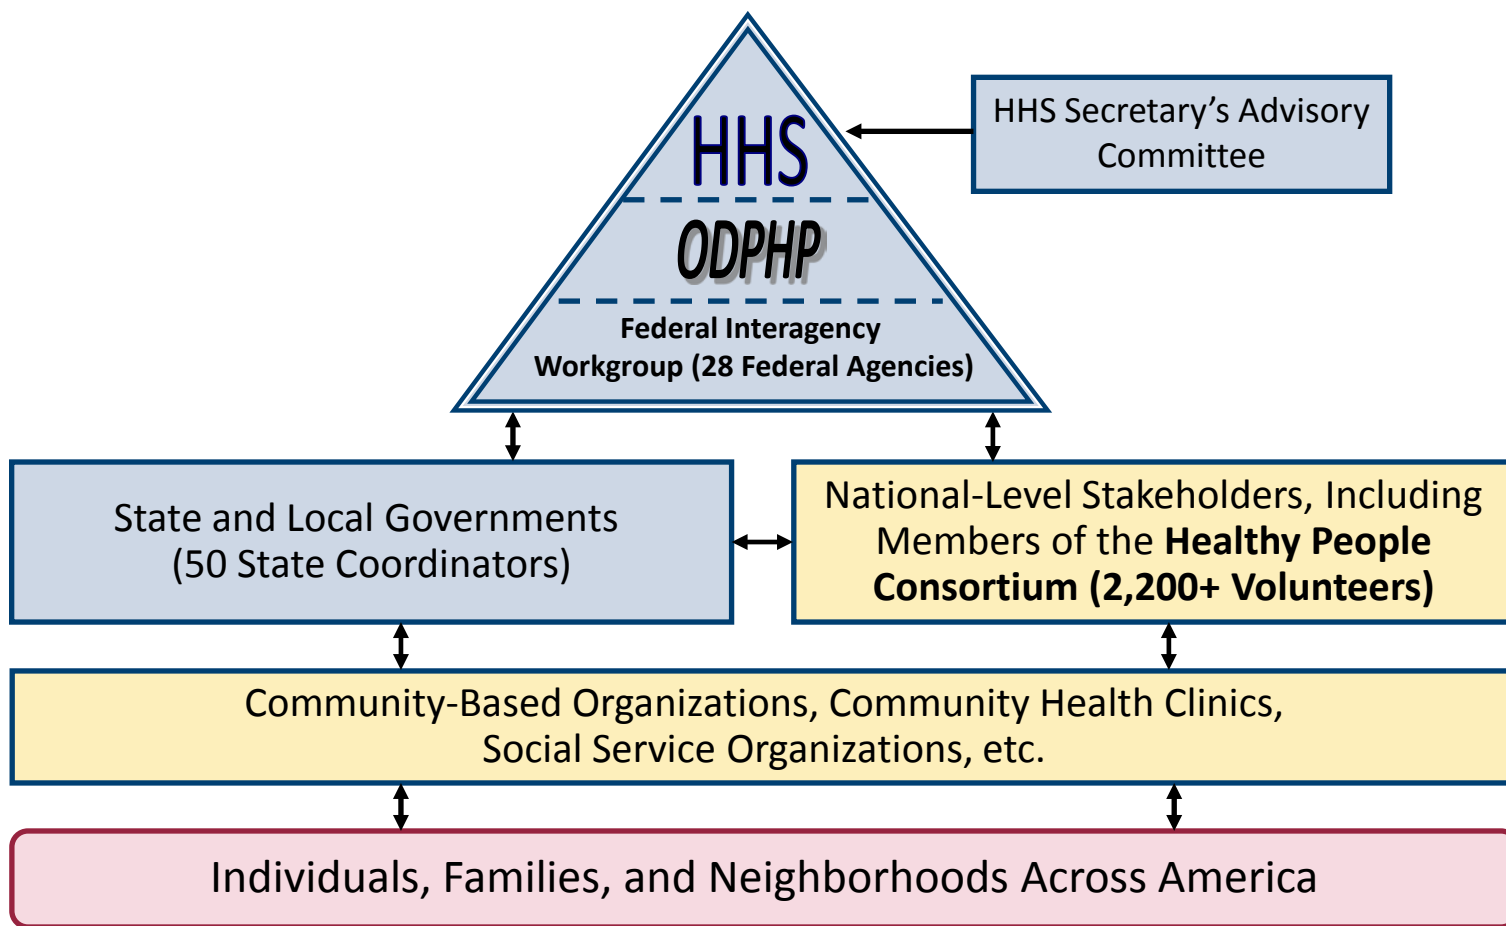 HHS
HHS Secretary’s Advisory
Committee
ODPHP
Federal Interagency
Workgroup (28 Federal Agencies)
State and Local Governments
(50 State Coordinators)
National-Level Stakeholders, Including
Members of the Healthy People
Consortium (2,200+ Volunteers)
Community-Based Organizations, Community Health Clinics,
Social Service Organizations, etc.
Individuals, Families, and Neighborhoods Across America